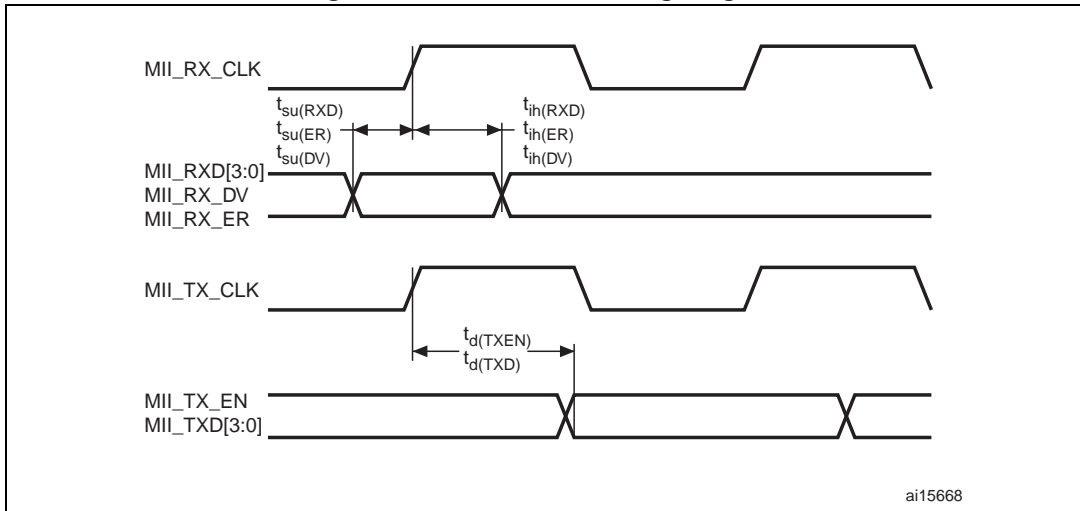 MII_RX_CLK
tsu(RXD)
tsu(ER)
tsu(DV)
tih(RXD)
tih(ER)
tih(DV)
MII_RXD[3:0]
MII_RX_DV
MII_RX_ER
MII_TX_CLK
td(TXEN)
td(TXD)
MII_TX_EN
MII_TXD[3:0]
ai15668